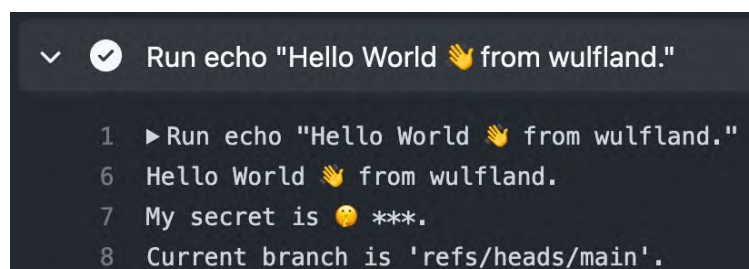 Run echo "Hello World 👋 from wulfland."
1 ▶ Run echo "Hello World 👋 from wulfland."
6 Hello World 👋 from wulfland.
7 My secret is 🤫 ***.
8 Current branch is 'refs/heads/main'.